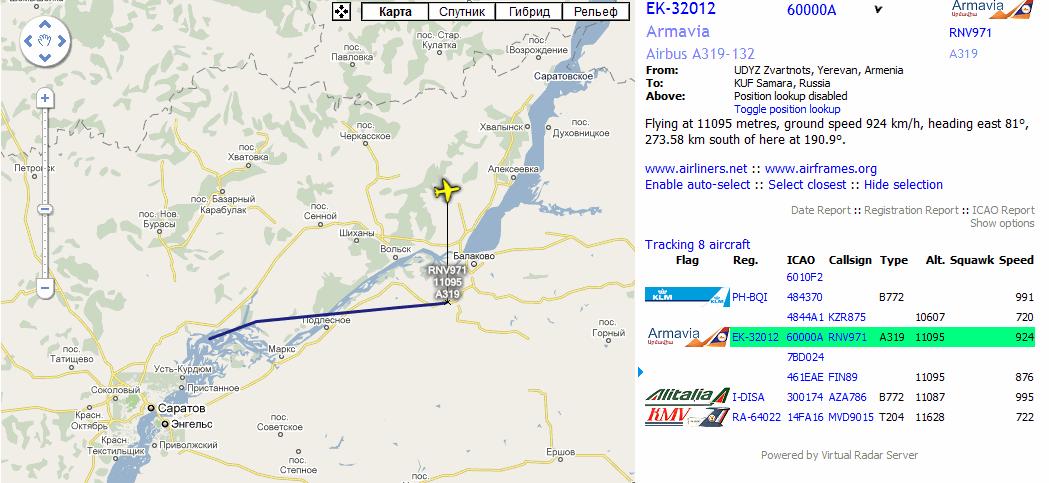 Карта Спутник Гибрид Рельеф
пос. Стар. Кулатка
пос. Возрождение
пос. Павловка
Саратовское
пос. Черкасское
Хвалынск
пос. Духовницкое
пос. Хватовка
Петровск
Алексеевка
пос. Базарный Карабулак
пос. Нов. Бурасы
пос. Сенной
Шиханы
Вольск
Балаково
RNV971
11095
A319
Подлесное
пос. Горный
Маркс
пос. Татищево
Усть-Курдюм
Пристанное
Соколовый
Саратов
Красн. Октябрь
Энгельс
пос. Советское
Красн. Текстильщик
Приволжский
пос. Степное
Ершов
пос.
EK-32012 60000A Armavia
Armavia RNV971
Airbus A319-132 A319
From: UDYZ Zvartnots, Yerevan, Armenia
To: KUF Samara, Russia
Above: Position lookup disabled
Toggle position lookup
Flying at 11095 metres, ground speed 924 km/h, heading east 81°,
273.58 km south of here at 190.9°.
www.airliners.net :: www.airframes.org
Enable auto-select :: Select closest :: Hide selection
Date Report :: Registration Report :: ICAO Report
Show options
Tracking 8 aircraft
Flag Reg. ICAO Callsign Type Alt. Squawk Speed
6010F2
KLM KLM PH-BQI 484370 B772 991
4844A1 KZR875 10607 720
Armavia EK-32012 60000A RNV971 A319 11095 924
7BD024
461EAE FIN89 11095 876
Alitalia I-DISA 300174 AZA786 B772 11087 995
KMV RA-64022 14FA16 MVD9015 T204 11628 722
Powered by Virtual Radar Server